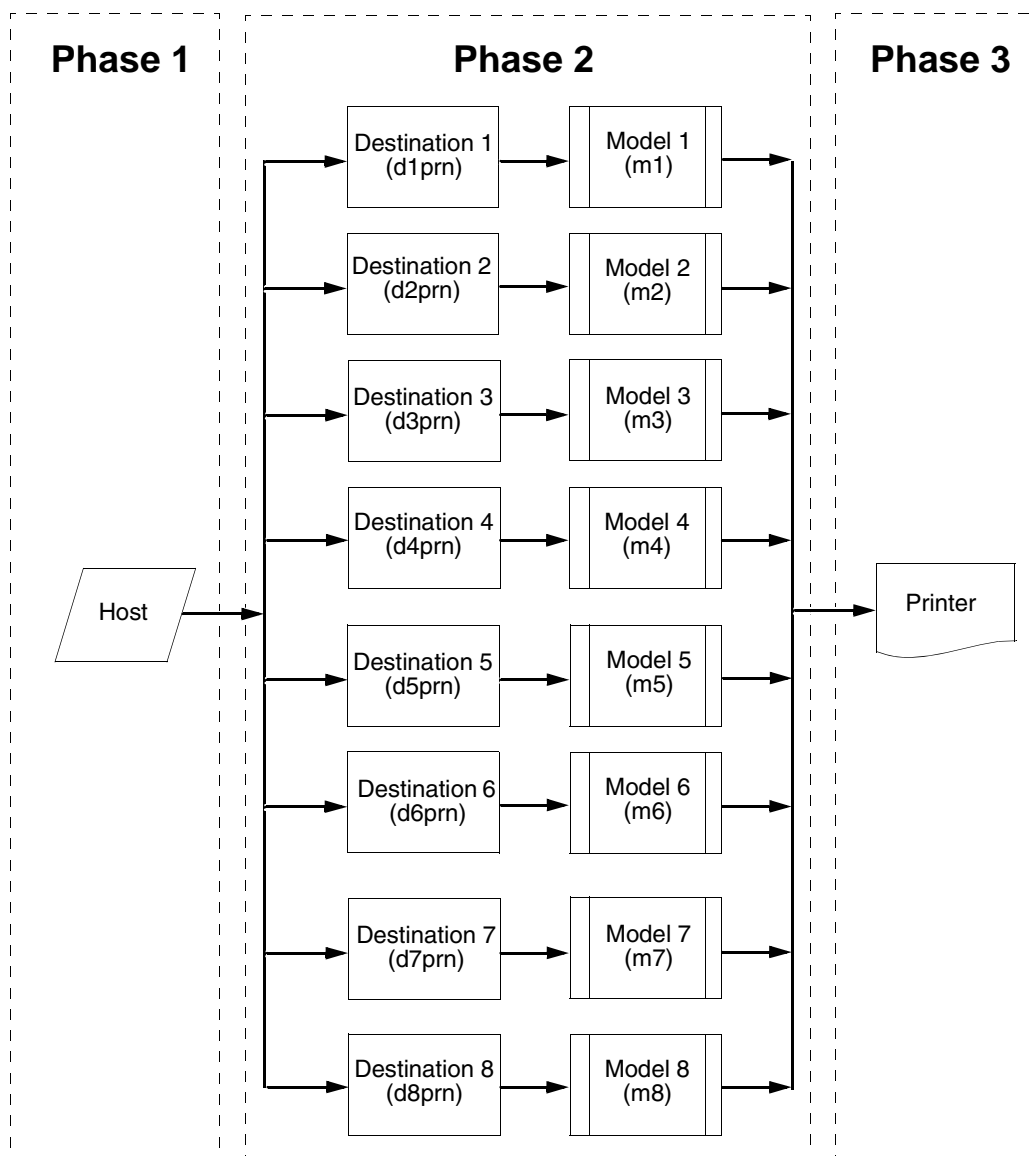 Phase 1
Phase 2
Phase 3
Destination 1
(d1prn)
Model 1
(m1)
Destination 2
(d2prn)
Model 2
(m2)
Destination 3
(d3prn)
Model 3
(m3)
Destination 4
(d4prn)
Model 4
(m4)
Host
Printer
Destination 5
(d5prn)
Model 5
(m5)
Destination 6
(d6prn)
Model 6
(m6)
Destination 7
(d7prn)
Model 7
(m7)
Destination 8
(d8prn)
Model 8
(m8)